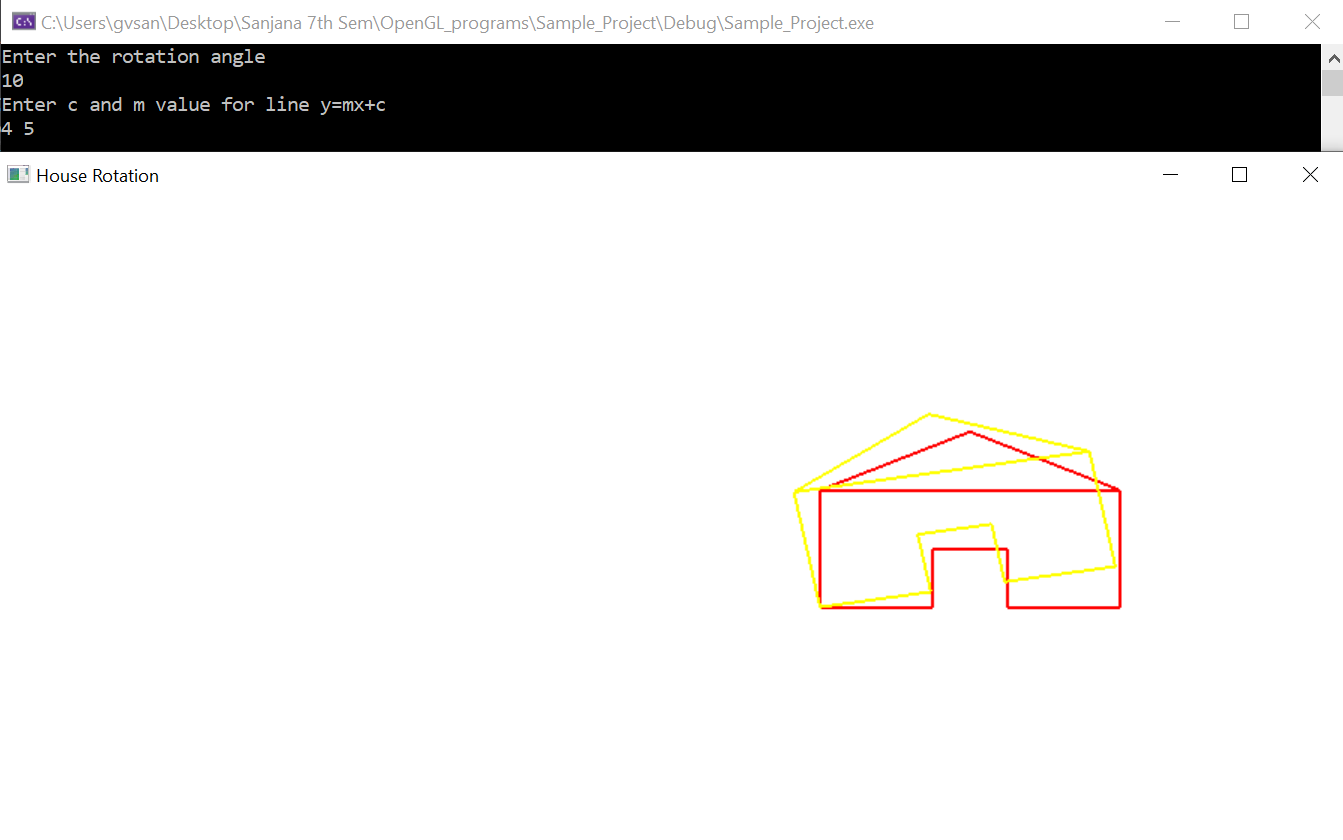 C:\Users\gvsan\Desktop\Sanjana 7th Sem\OpenGL_programs\Sample_Project\Debug\Sample_Project.exe
Enter the rotation angle
10
Enter c and m value for line y=mx+c
4 5
House Rotation